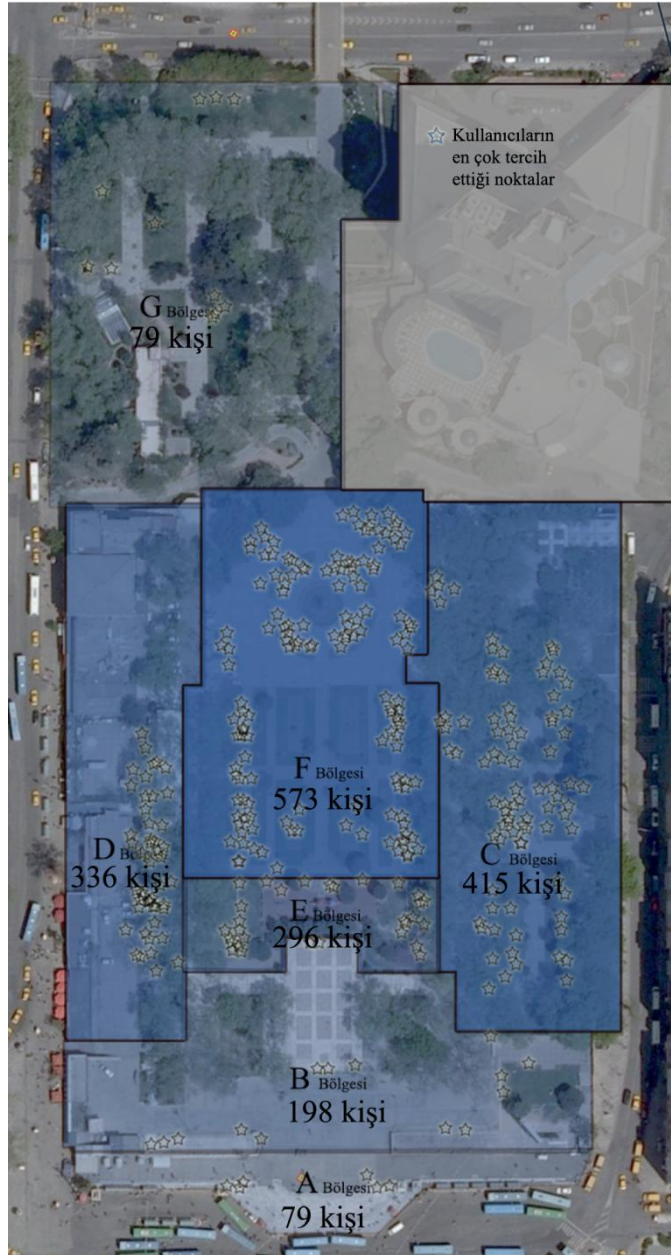 Kullanıcıların
en çok tercih
ettiği noktalar
G Bölgesi
79 kişi
F Bölgesi
573 kişi
D Bölgesi
336 kişi
C Bölgesi
415 kişi
E Bölgesi
296 kişi
B Bölgesi
198 kişi
A Bölgesi
79 kişi